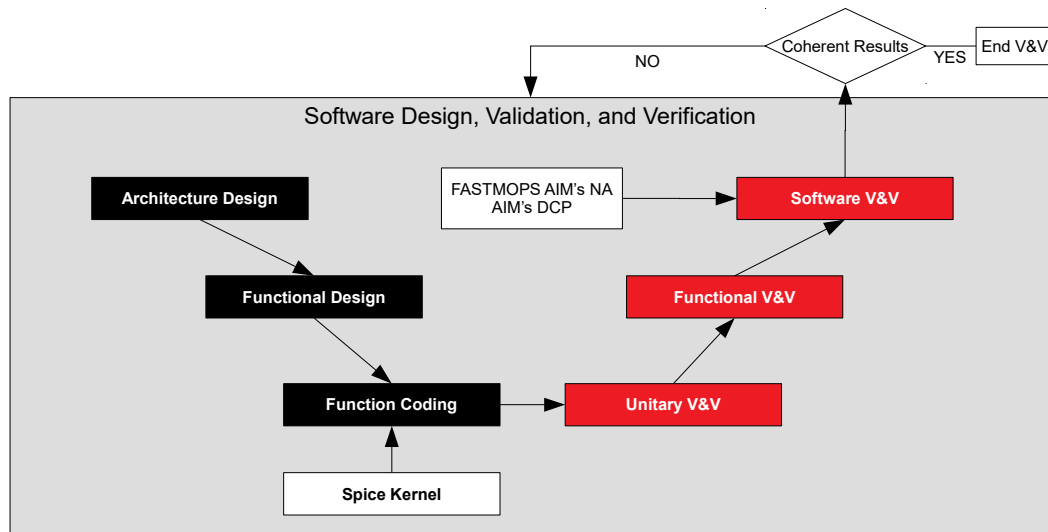 Coherent Results
End V&V
NO
YES
Software Design, Validation, and Verification
Architecture Design
FASTMOPS AIM's NA
AIM's DCP
Software V&V
Functional Design
Functional V&V
Function Coding
Unitary V&V
Spice Kernel